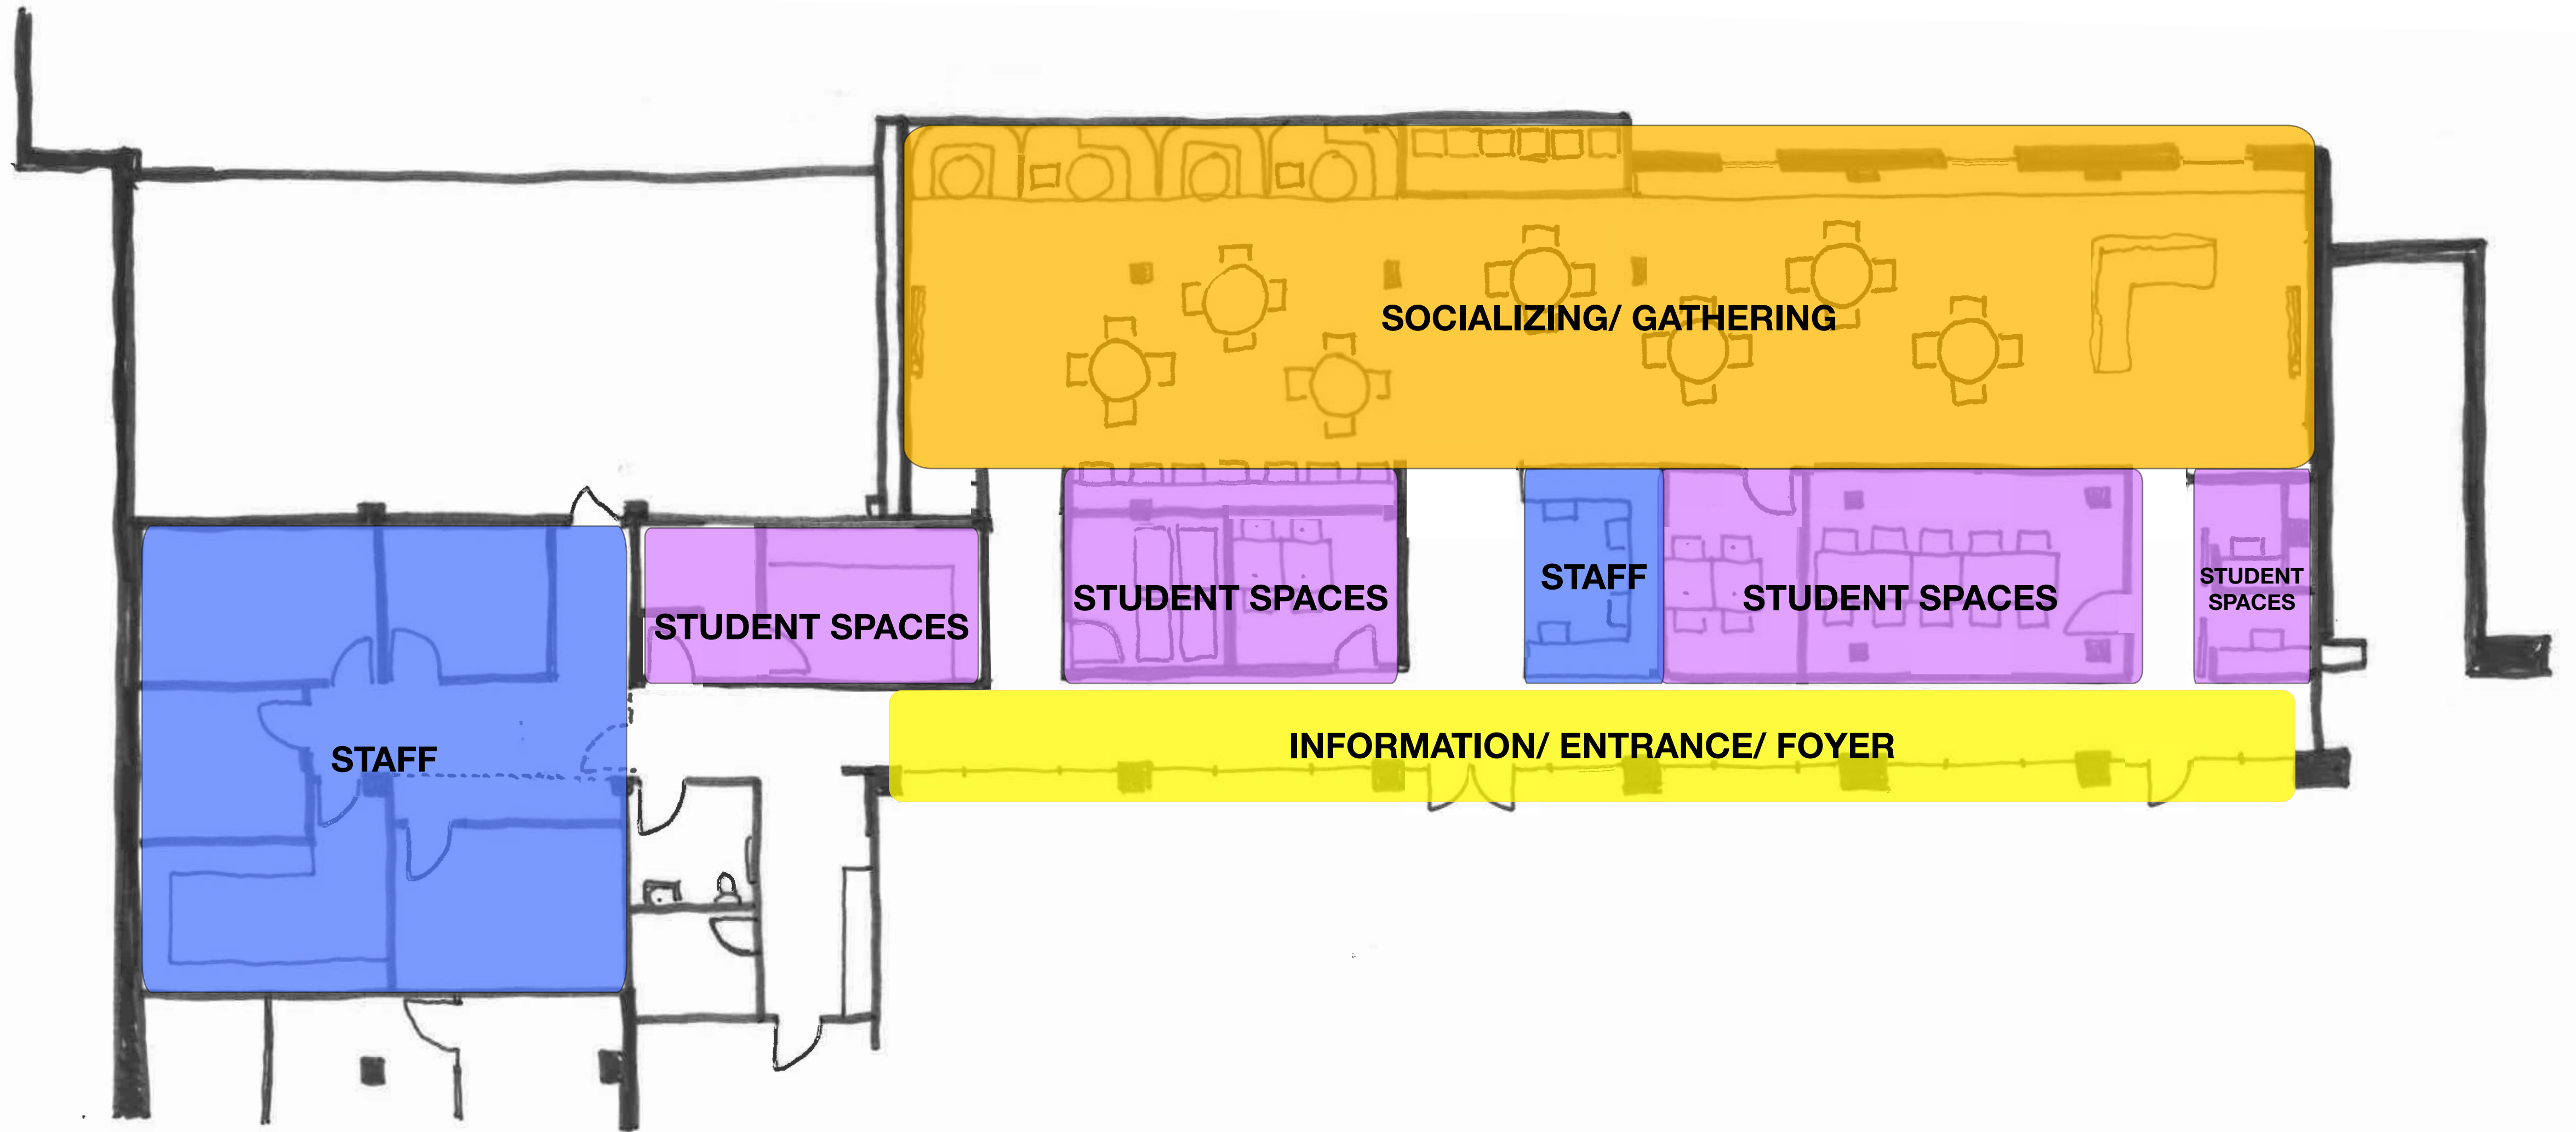 SOCIALIZING/ GATHERING
STAFF
STUDENT SPACES
STUDENT SPACES
STUDENT SPACES
STUDENT
SPACES
STAFF
INFORMATION/ ENTRANCE/ FOYER